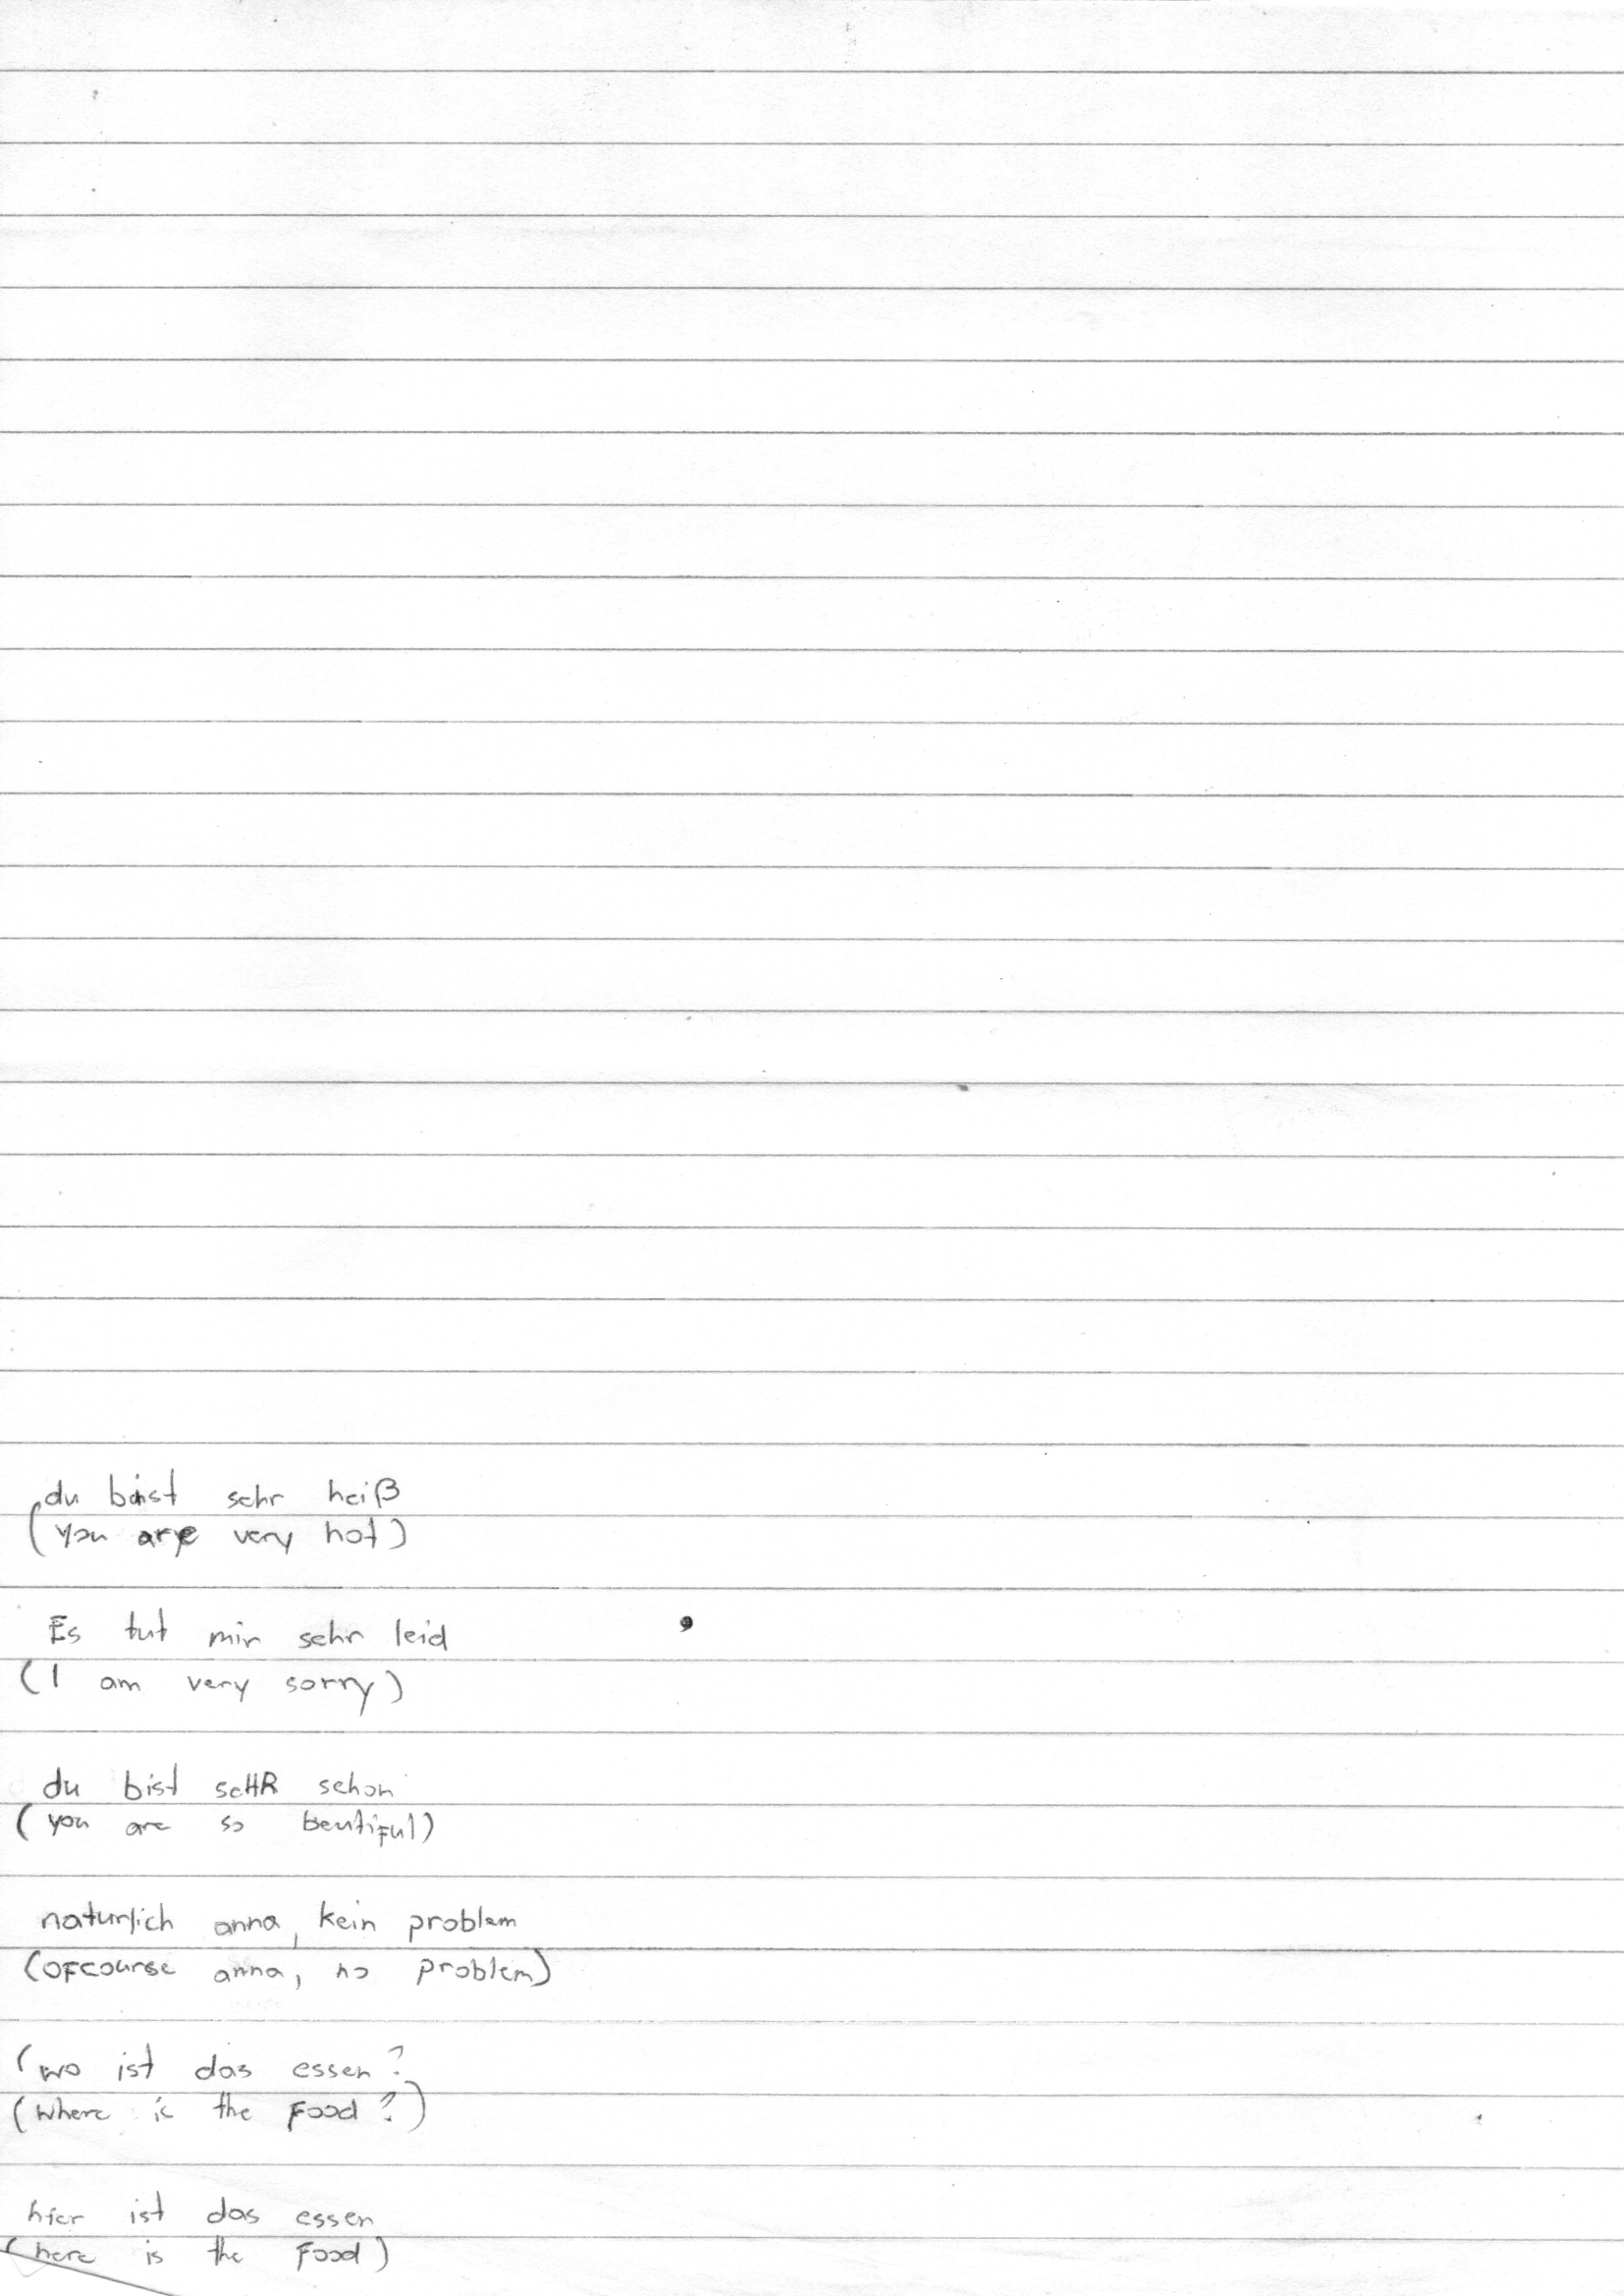 du bist sehr heiß
(you are very hot)
Es tut mir sehr leid
(I am very sorry)
du bist seHR schon
(you are so beutiful)
naturlich anna, kein problem
(ofcourse anna, no problem)
(wo ist das essen?
(where is the food?)
hier ist das essen
(here is the food)